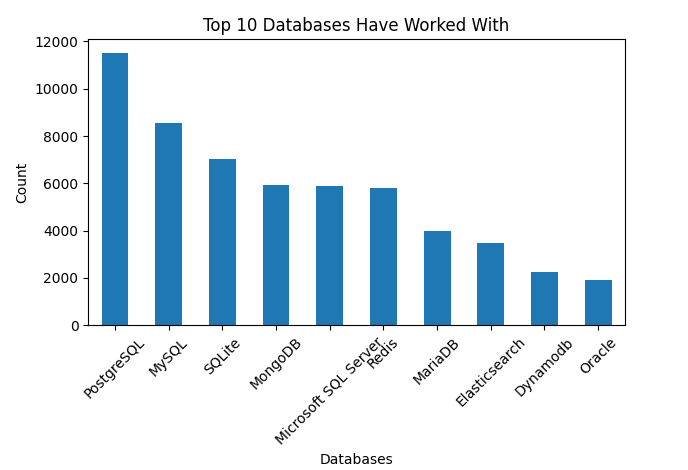 Top 10 Databases Have Worked With
12000
10000
8000
6000
4000
2000
0
Count
PostgreSQL
MySQL
SQLite
MongoDB
Microsoft SQL Server
Redis
MariaDB
Elasticsearch
Dynamodb
Oracle
Databases